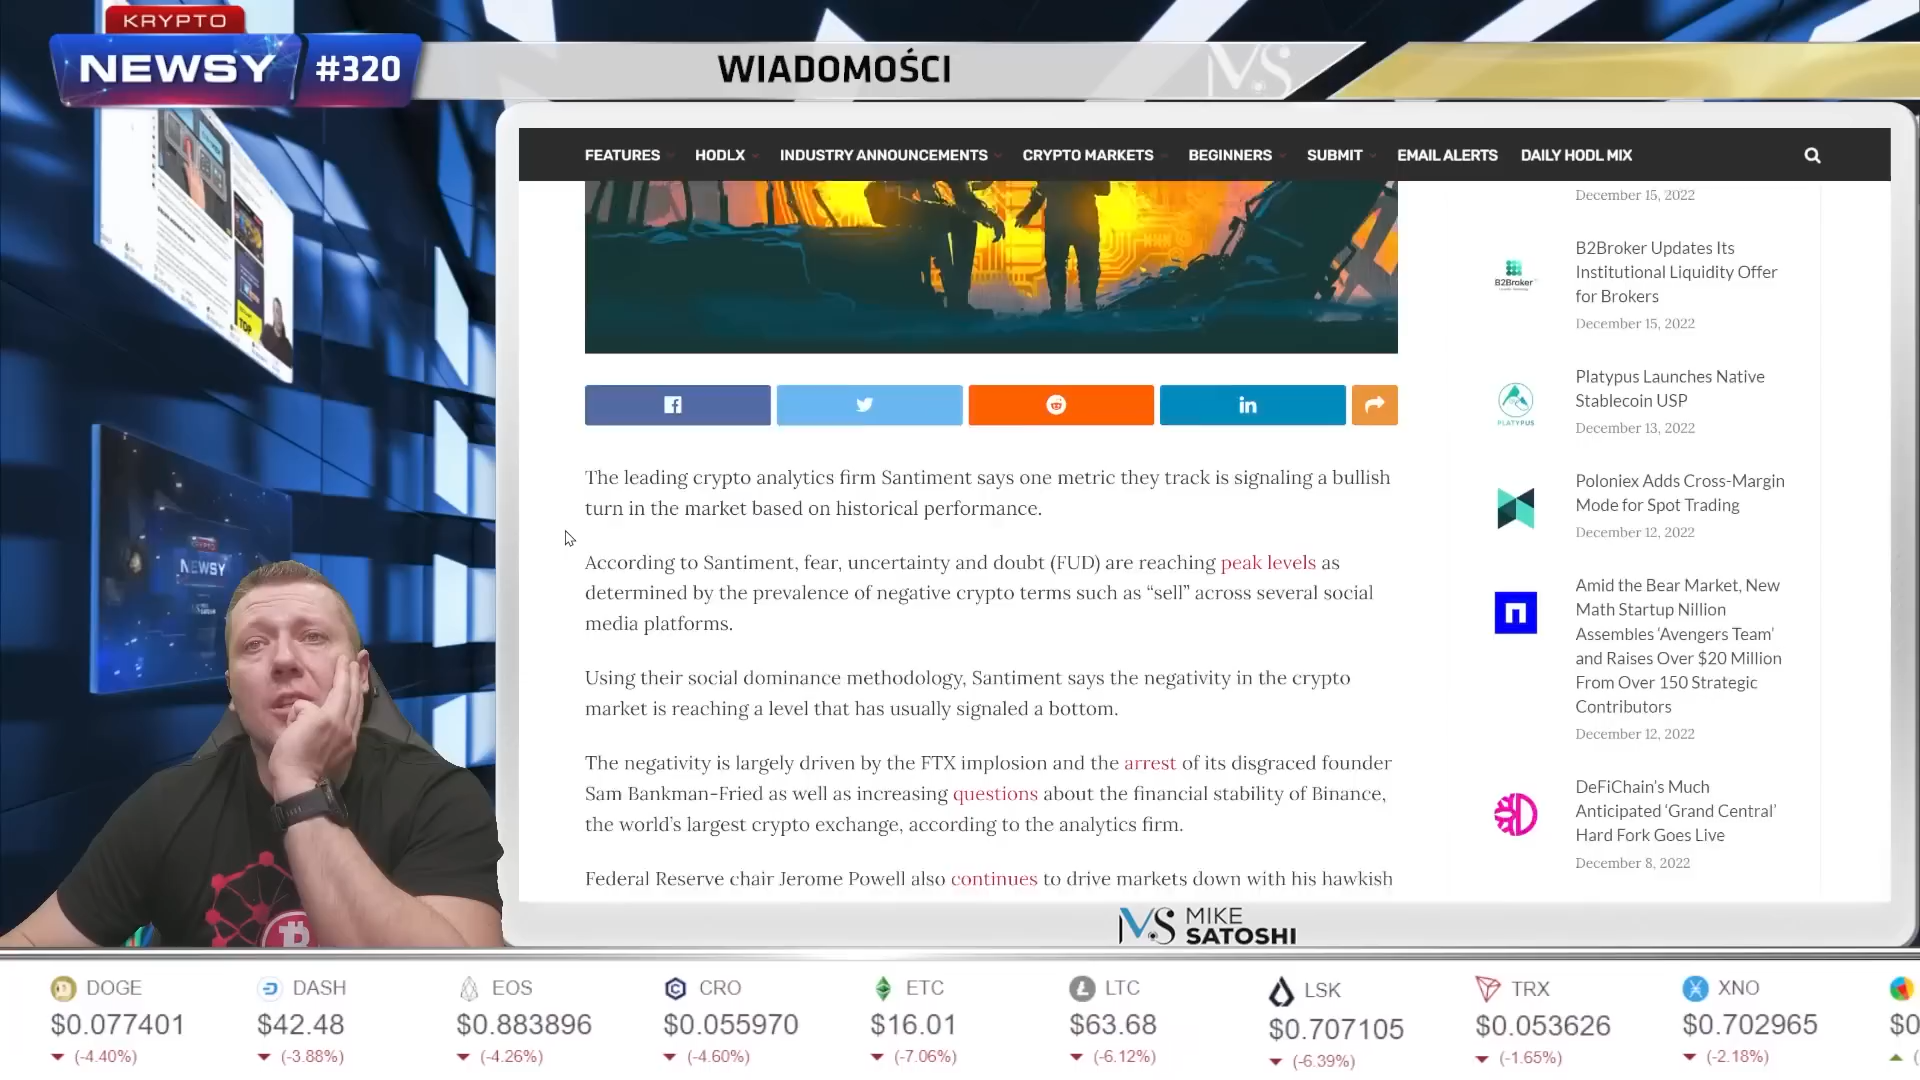 KRYPTO
NEWSY #320
WIADOMOŚCI
MS
FEATURES HODLX INDUSTRY ANNOUNCEMENTS CRYPTO MARKETS BEGINNERS SUBMIT EMAIL ALERTS DAILY HODL MIX
The leading crypto analytics firm Santiment says one metric they track is signaling a bullish
turn in the market based on historical performance.
According to Santiment, fear, uncertainty and doubt (FUD) are reaching peak levels as
determined by the prevalence of negative crypto terms such as “sell” across several social
media platforms.
Using their social dominance methodology, Santiment says the negativity in the crypto
market is reaching a level that has usually signaled a bottom.
The negativity is largely driven by the FTX implosion and the arrest of its disgraced founder
Sam Bankman-Fried as well as increasing questions about the financial stability of Binance,
the world’s largest crypto exchange, according to the analytics firm.
Federal Reserve chair Jerome Powell also continues to drive markets down with his hawkish
December 15, 2022
B2Broker
B2Broker Updates Its
Institutional Liquidity Offer
for Brokers
December 15, 2022
PLATYPUS
Platypus Launches Native
Stablecoin USP
December 13, 2022
Poloniex Adds Cross-Margin
Mode for Spot Trading
December 12, 2022
Amid the Bear Market, New
Math Startup Nillion
Assembles ‘Avengers Team’
and Raises Over $20 Million
From Over 150 Strategic
Contributors
December 12, 2022
DeFiChain’s Much
Anticipated ‘Grand Central’
Hard Fork Goes Live
December 8, 2022
NEWSY
MS MIKE
SATOSHI
DOGE DASH EOS CRO ETC LTC LSK TRX XNO
$0.077401 $42.48 $0.883896 $0.055970 $16.01 $63.68 $0.707105 $0.053626 $0.702965 $0
(-4.40%) (-3.88%) (-4.26%) (-4.60%) (-7.06%) (-6.12%) (-6.39%) (-1.65%) (-2.18%) (